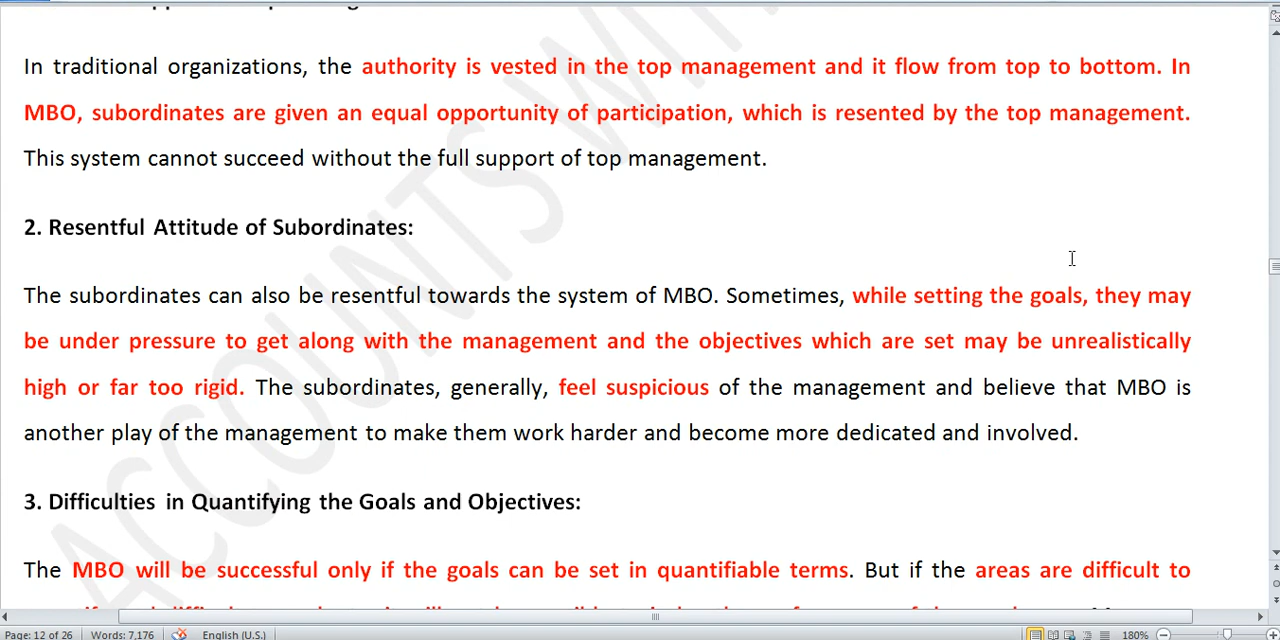 In traditional organizations, the authority is vested in the top management and it flow from top to bottom. In
MBO, subordinates are given an equal opportunity of participation, which is resented by the top management.
This system cannot succeed without the full support of top management.
2. Resentful Attitude of Subordinates:
The subordinates can also be resentful towards the system of MBO. Sometimes, while setting the goals, they may
be under pressure to get along with the management and the objectives which are set may be unrealistically
high or far too rigid. The subordinates, generally, feel suspicious of the management and believe that MBO is
another play of the management to make them work harder and become more dedicated and involved.
3. Difficulties in Quantifying the Goals and Objectives:
The MBO will be successful only if the goals can be set in quantifiable terms. But if the areas are difficult to
ACCOUNTS WI
Page: 12 of 26 Words: 7,176 English (U.S.) 180%